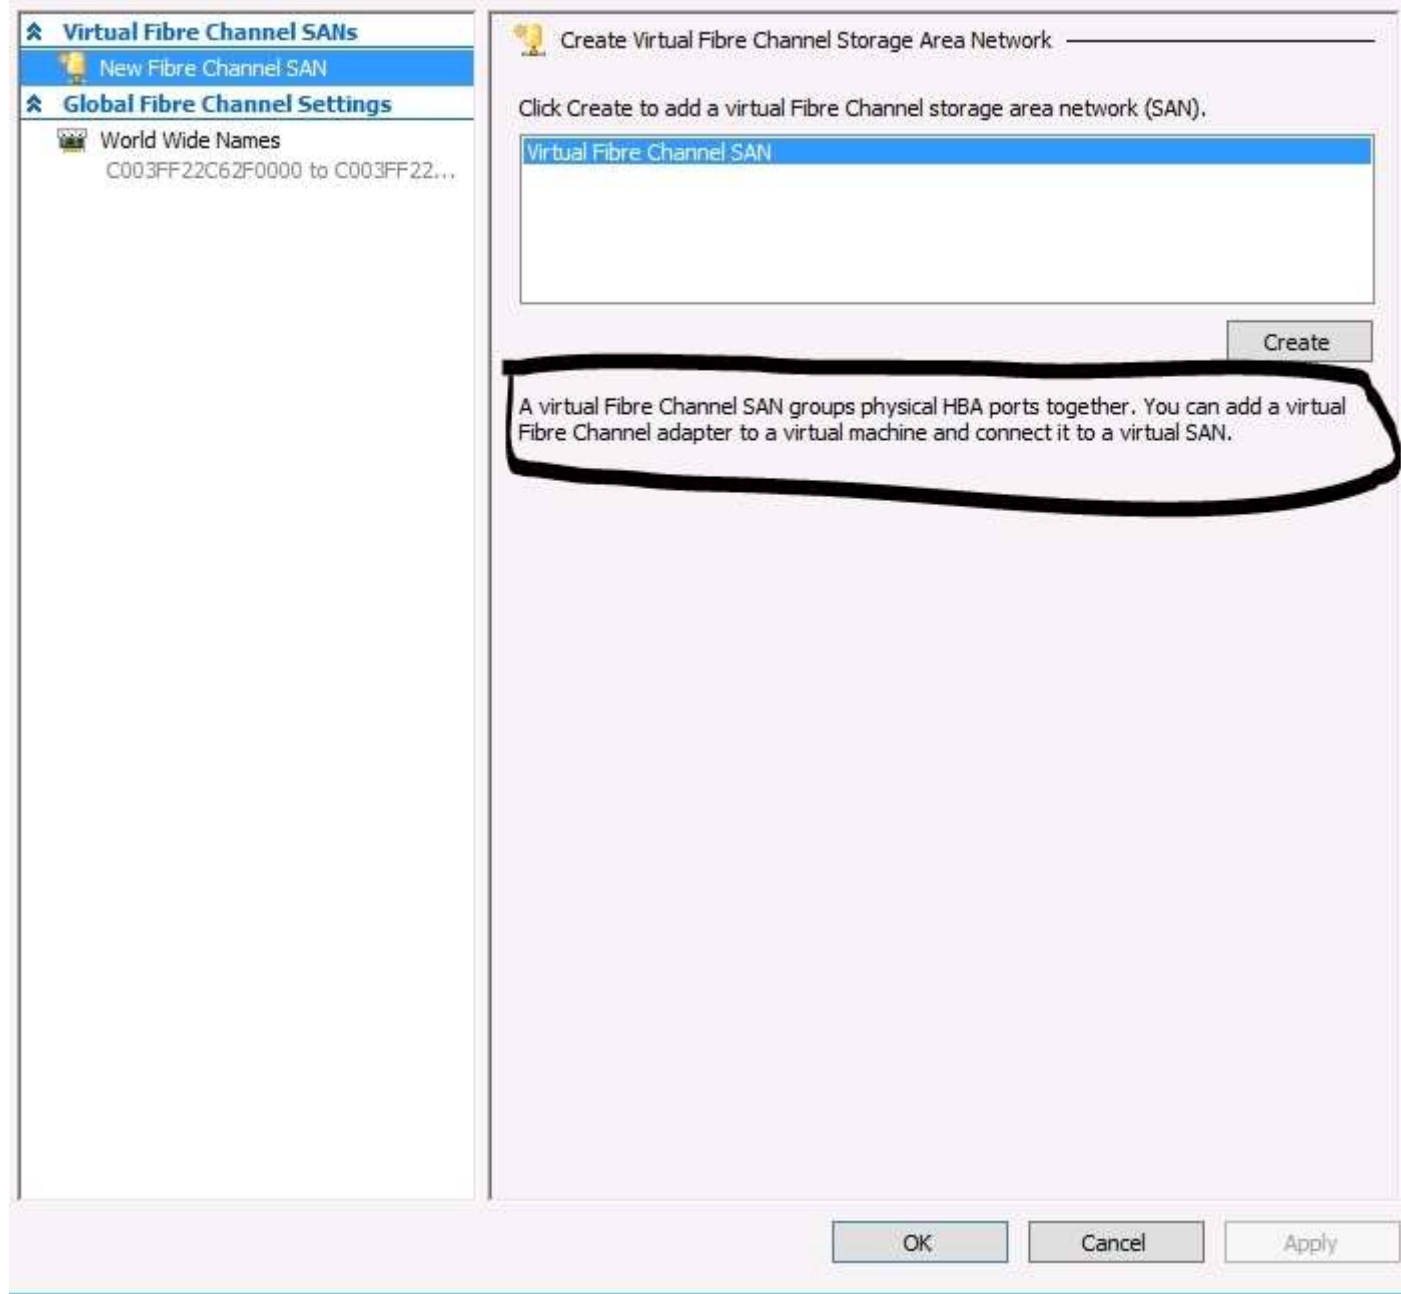 Virtual Fibre Channel SANs
New Fibre Channel SAN
Global Fibre Channel Settings
World Wide Names
C003FF22C62F0000 to C003FF22...
Create Virtual Fibre Channel Storage Area Network
Click Create to add a virtual Fibre Channel storage area network (SAN).
Virtual Fibre Channel SAN
Create
A virtual Fibre Channel SAN groups physical HBA ports together. You can add a virtual
Fibre Channel adapter to a virtual machine and connect it to a virtual SAN.
OK
Cancel
Apply